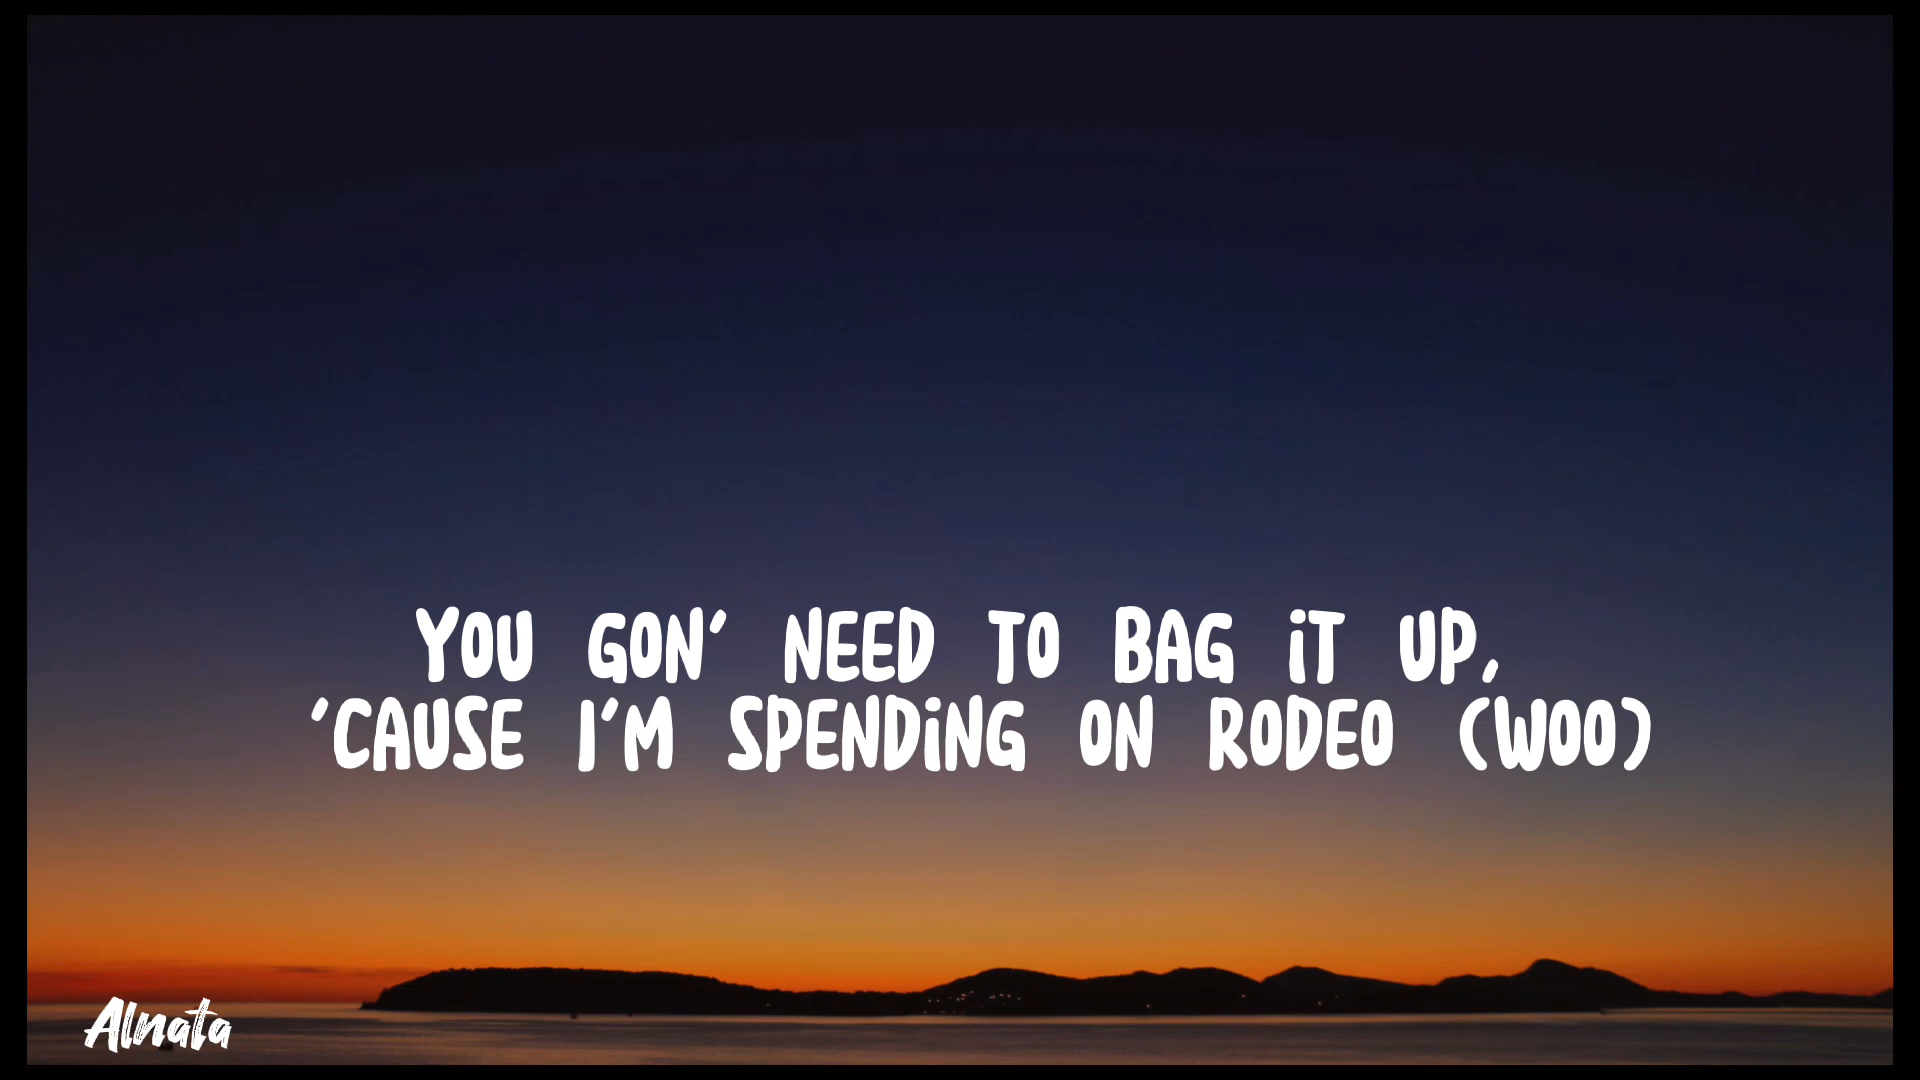 YOU GON' NEED TO BAG iT UP,
'CAUSE I'M SPENDiNG ON RODEO (WOO)
Alnata